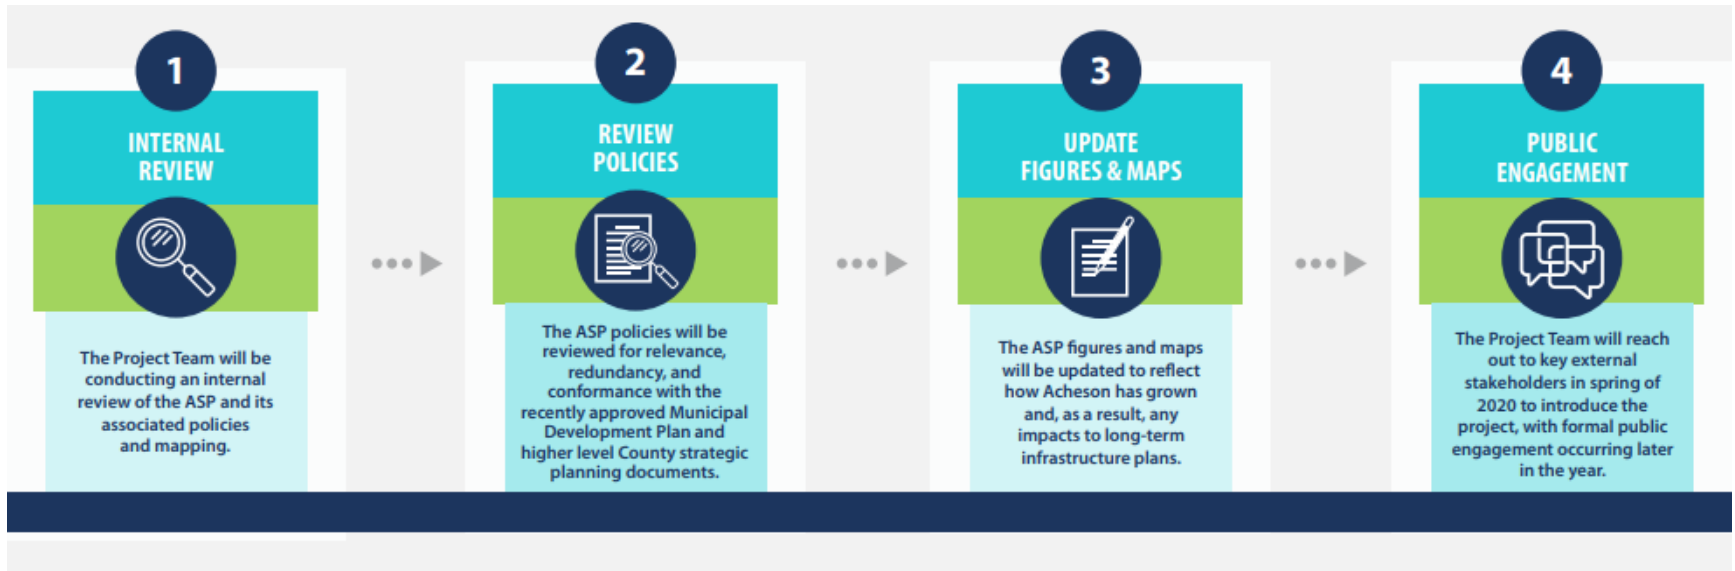 1
INTERNAL
REVIEW
The Project Team will be
conducting an internal
review of the ASP and its
associated policies
and mapping.
2
REVIEW
POLICIES
The ASP policies will be
reviewed for relevance,
redundancy, and
conformance with the
recently approved Municipal
Development Plan and
higher level County strategic
planning documents.
3
UPDATE
FIGURES & MAPS
The ASP figures and maps
will be updated to reflect
how Acheson has grown
and, as a result, any
impacts to long-term
infrastructure plans.
4
PUBLIC
ENGAGEMENT
The Project Team will reach
out to key external
stakeholders in spring of
2020 to introduce the
project, with formal public
engagement occurring later
in the year.